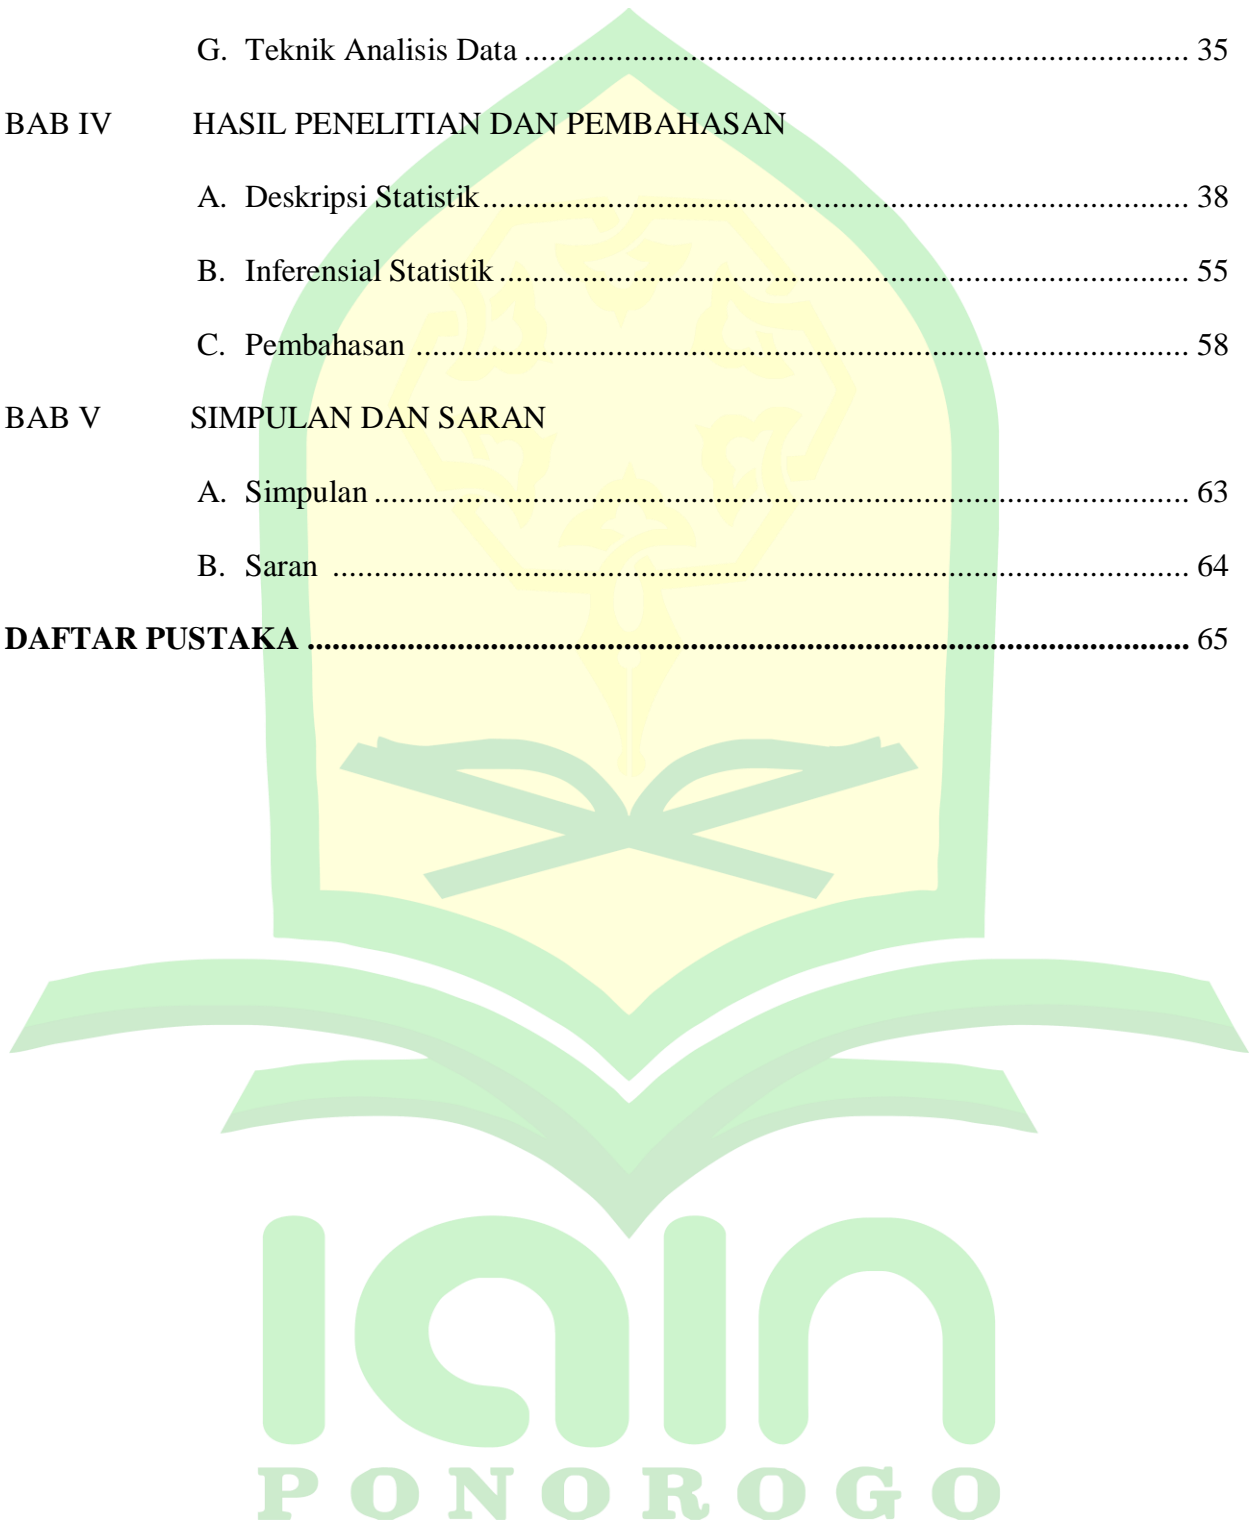 G. Teknik Analisis Data ........................................................................... 35
BAB IV HASIL PENELITIAN DAN PEMBAHASAN
A. Deskripsi Statistik ........................................................................... 38
B. Inferensial Statistik ........................................................................... 55
C. Pembahasan ........................................................................... 58
BAB V SIMPULAN DAN SARAN
A. Simpulan ........................................................................... 63
B. Saran ........................................................................... 64
DAFTAR PUSTAKA ........................................................................... 65
iain
PONOROGO